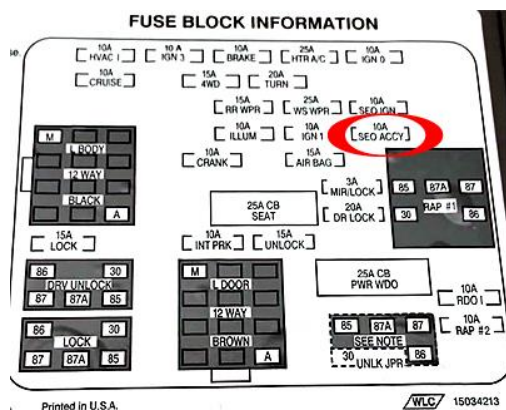 FUSE BLOCK INFORMATION
se.
10A HVAC I
10A IGN 3
10A BRAKE
25A HTR A/C
10A IGN 0
10A CRUISE
15A 4WD
20A TURN
15A RR WPR
25A WS WPR
10A SEO IGN
10A ILLUM
10A IGN 1
10A SEO ACCY
10A CRANK
15A AIR BAG
M
L BODY
12 WAY
BLACK
A
3A MIR/LOCK
85 87A 87
RAP #1
30 86
25A CB
SEAT
20A DR LOCK
15A LOCK
10A INT PRK
15A UNLOCK
86 30
DRV UNLOCK
87 87A 85
M
L DOOR
12 WAY
BROWN
A
25A CB
PWR WDO
10A RDO I
10A RAP #2
86 30
LOCK
87 87A 85
85 87A 87
SEE NOTE
30 86
UNLK JPR
Printed in U.S.A.
WLC 15034213